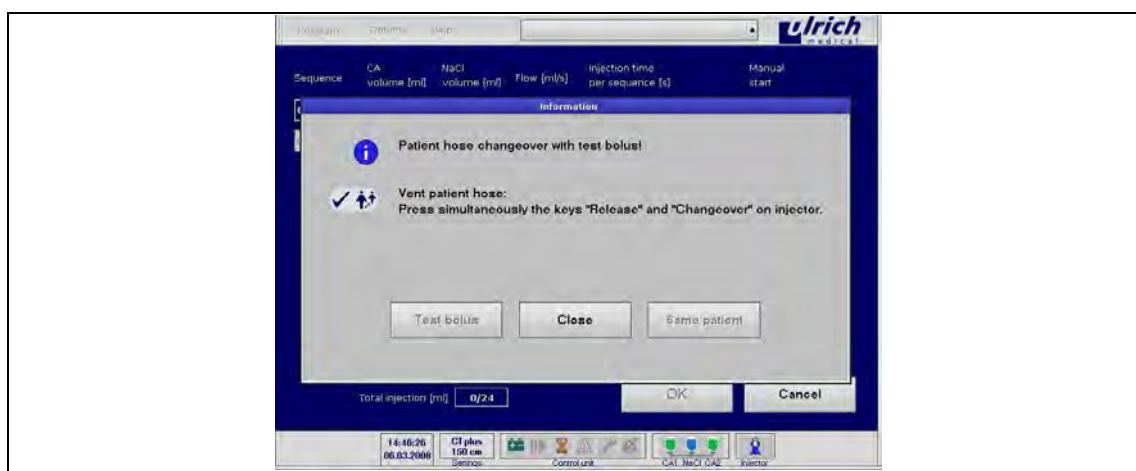 Program Options Help
ulrich
medical
Sequence CA volume [ml] NaCl volume [ml] Flow [ml/s] Injection time per sequence [s] Manual start
Information
Patient hose changeover with test bolus!
Vent patient hose:
Press simultaneously the keys "Release" and "Changeover" on injector.
Test bolus Close Same patient
Total injection [ml] 0/24 OK Cancel
14:46:26 CT plus
06.03.2008 150 cm
Settings Control unit CA1 NaCl CA2 Injector